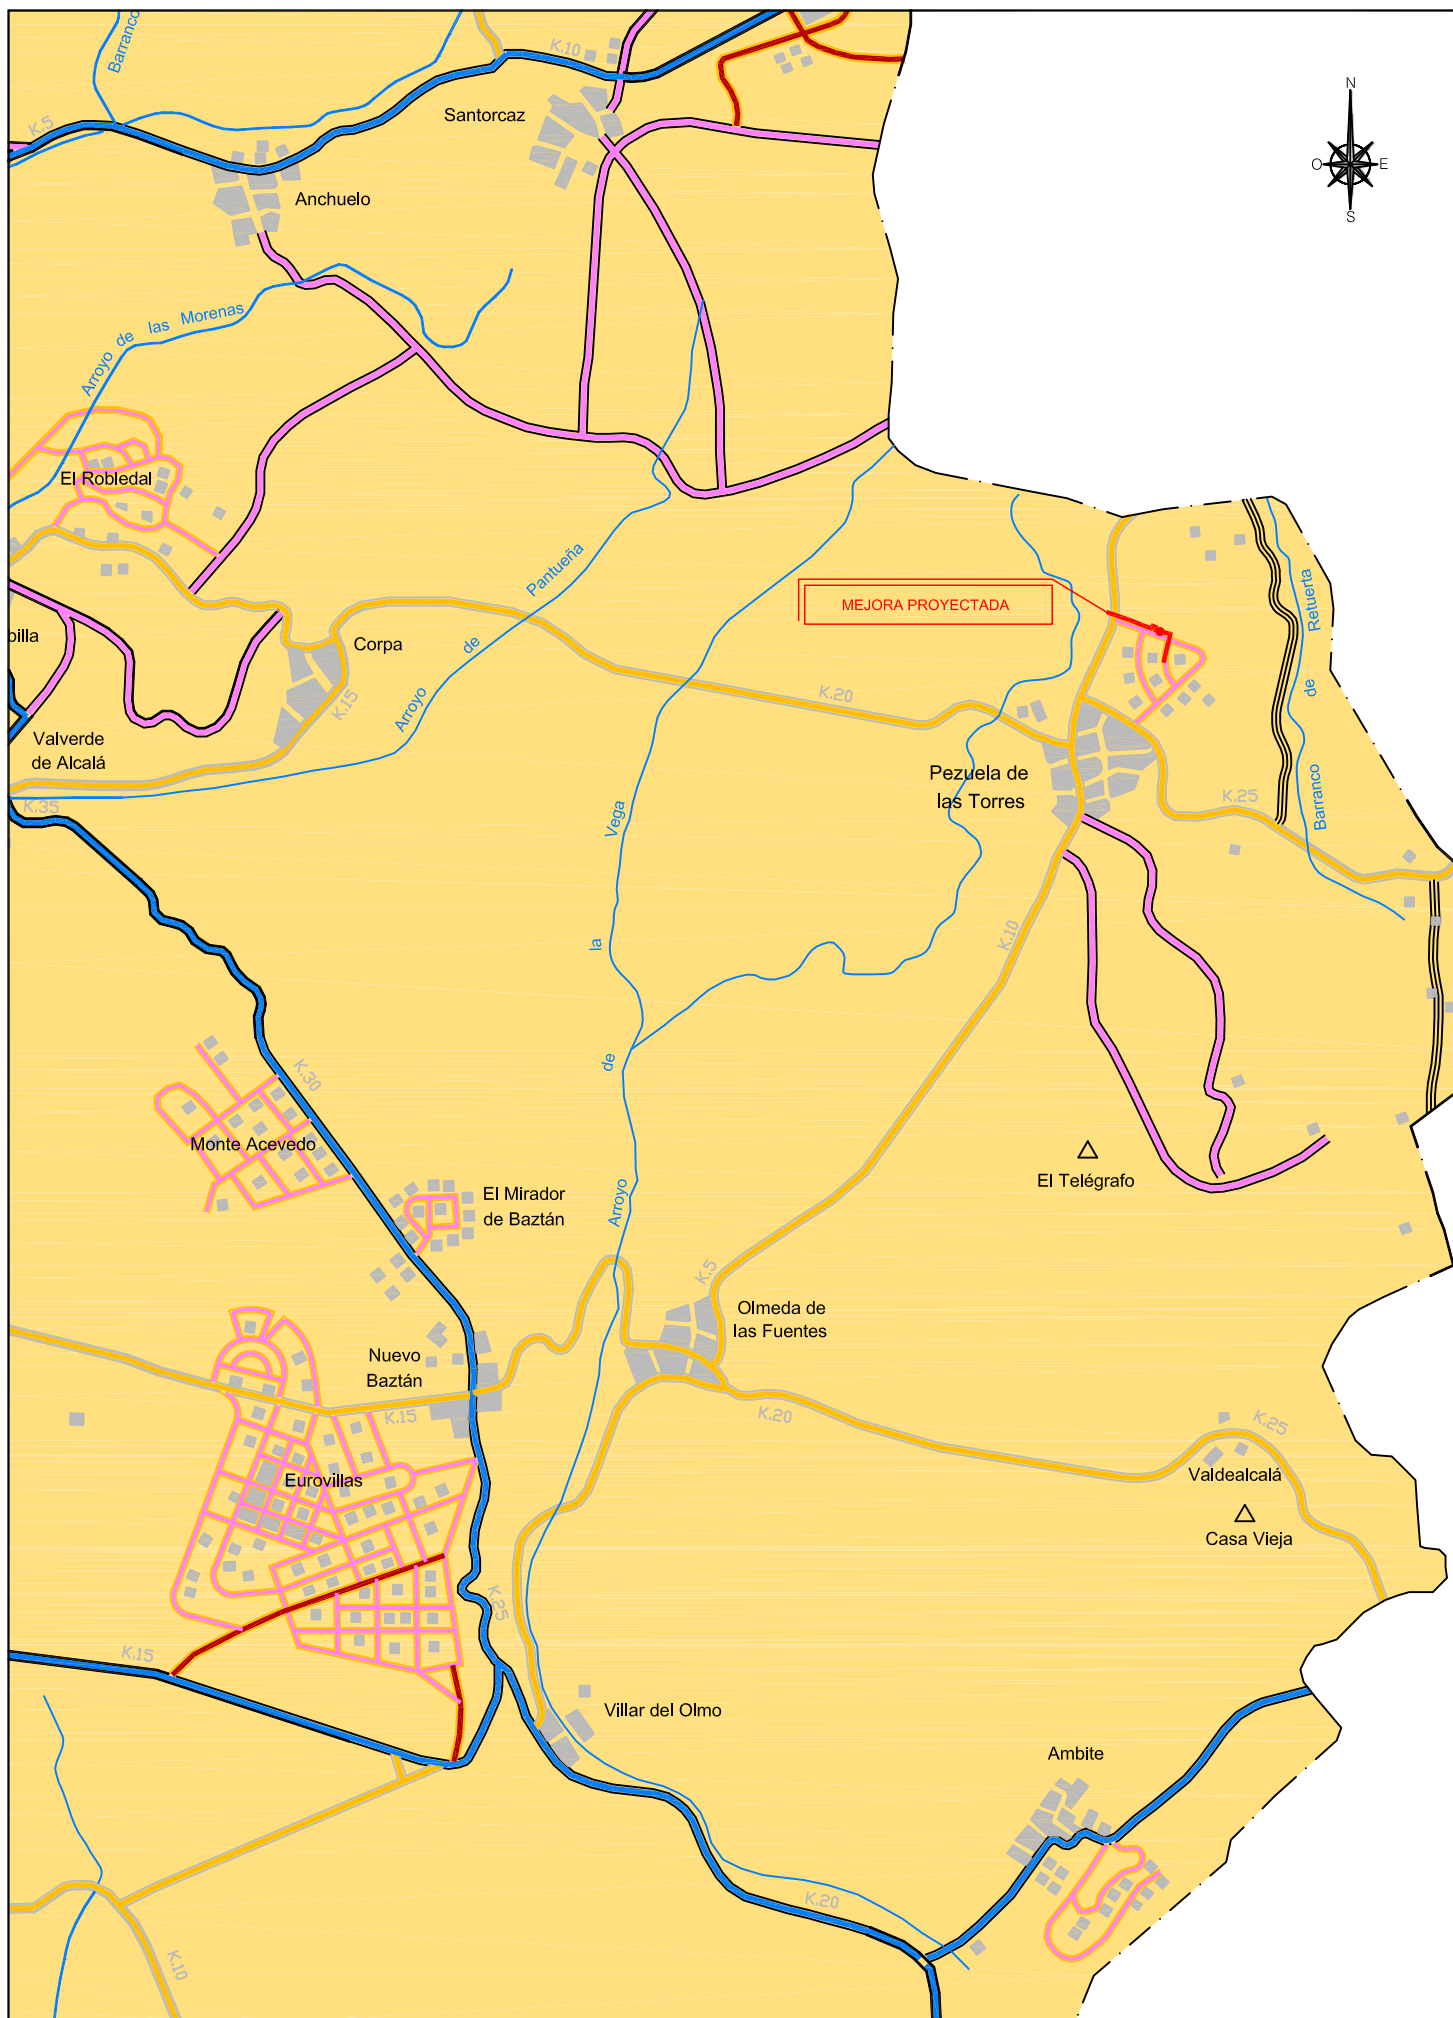 Barranco
K.10
N
K.5
Santorcaz
O
E
Anchuelo
S
Arroyo de las Morenas
El Robledal
Pantueña
MEJORA PROYECTADA
Retuerta
billa
Corpa
de
K.20
de
K.15
Arroyo
Valverde
de Alcalá
Pezuela de
las Torres
K.35
Vega
K.25
Barranco
la
K.10
de
K.30
Monte Acevedo
El Telégrafo
El Mirador
de Baztán
Arroyo
K.5
Olmeda de
las Fuentes
Nuevo
Baztán
K.15
K.20
K.25
Eurovillas
Valdealcalá
Casa Vieja
K.25
K.15
Villar del Olmo
Ambite
K.20
K.10